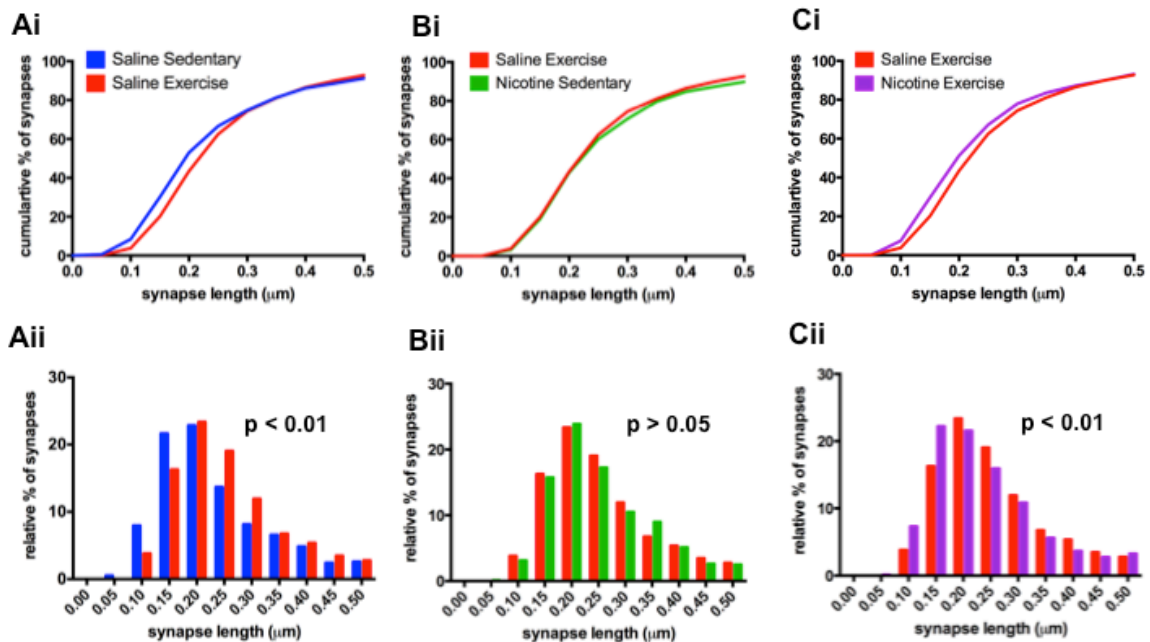 Ai
Saline Sedentary
Saline Exercise
cumulartive % of synapses
100
80
60
40
20
0
0.0 0.1 0.2 0.3 0.4 0.5
synapse length (μm)
Bi
Saline Exercise
Nicotine Sedentary
cumulartive % of synapses
100
80
60
40
20
0
0.0 0.1 0.2 0.3 0.4 0.5
synapse length (μm)
Ci
Saline Exercise
Nicotine Exercise
cumulartive % of synapses
100
80
60
40
20
0
0.0 0.1 0.2 0.3 0.4 0.5
synapse length (μm)
Aii
p < 0.01
relative % of synapses
30
20
10
0
0.00 0.05 0.10 0.15 0.20 0.25 0.30 0.35 0.40 0.45 0.50
synapse length (μm)
Bii
p > 0.05
relative % of synapses
30
20
10
0
0.00 0.05 0.10 0.15 0.20 0.25 0.30 0.35 0.40 0.45 0.50
synapse length (μm)
Cii
p < 0.01
relative % of synapses
30
20
10
0
0.00 0.05 0.10 0.15 0.20 0.25 0.30 0.35 0.40 0.45 0.50
synapse length (μm)